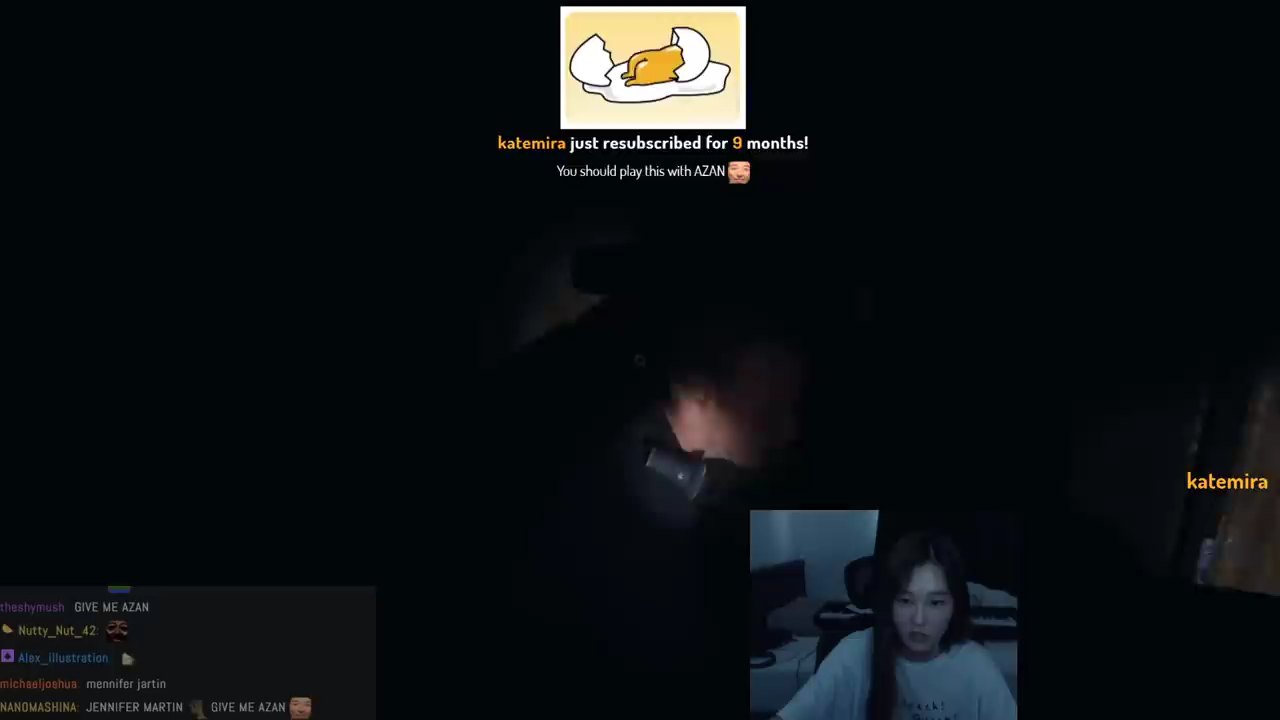 katemira just resubscribed for 9 months!
You should play this with AZAN
katemira
theshymush GIVE ME AZAN
Nutty_Nut_42:
Alex_illustration
michaeljoshua. mennifer jartin
NANOMASHINA: JENNIFER MARTIN GIVE ME AZAN